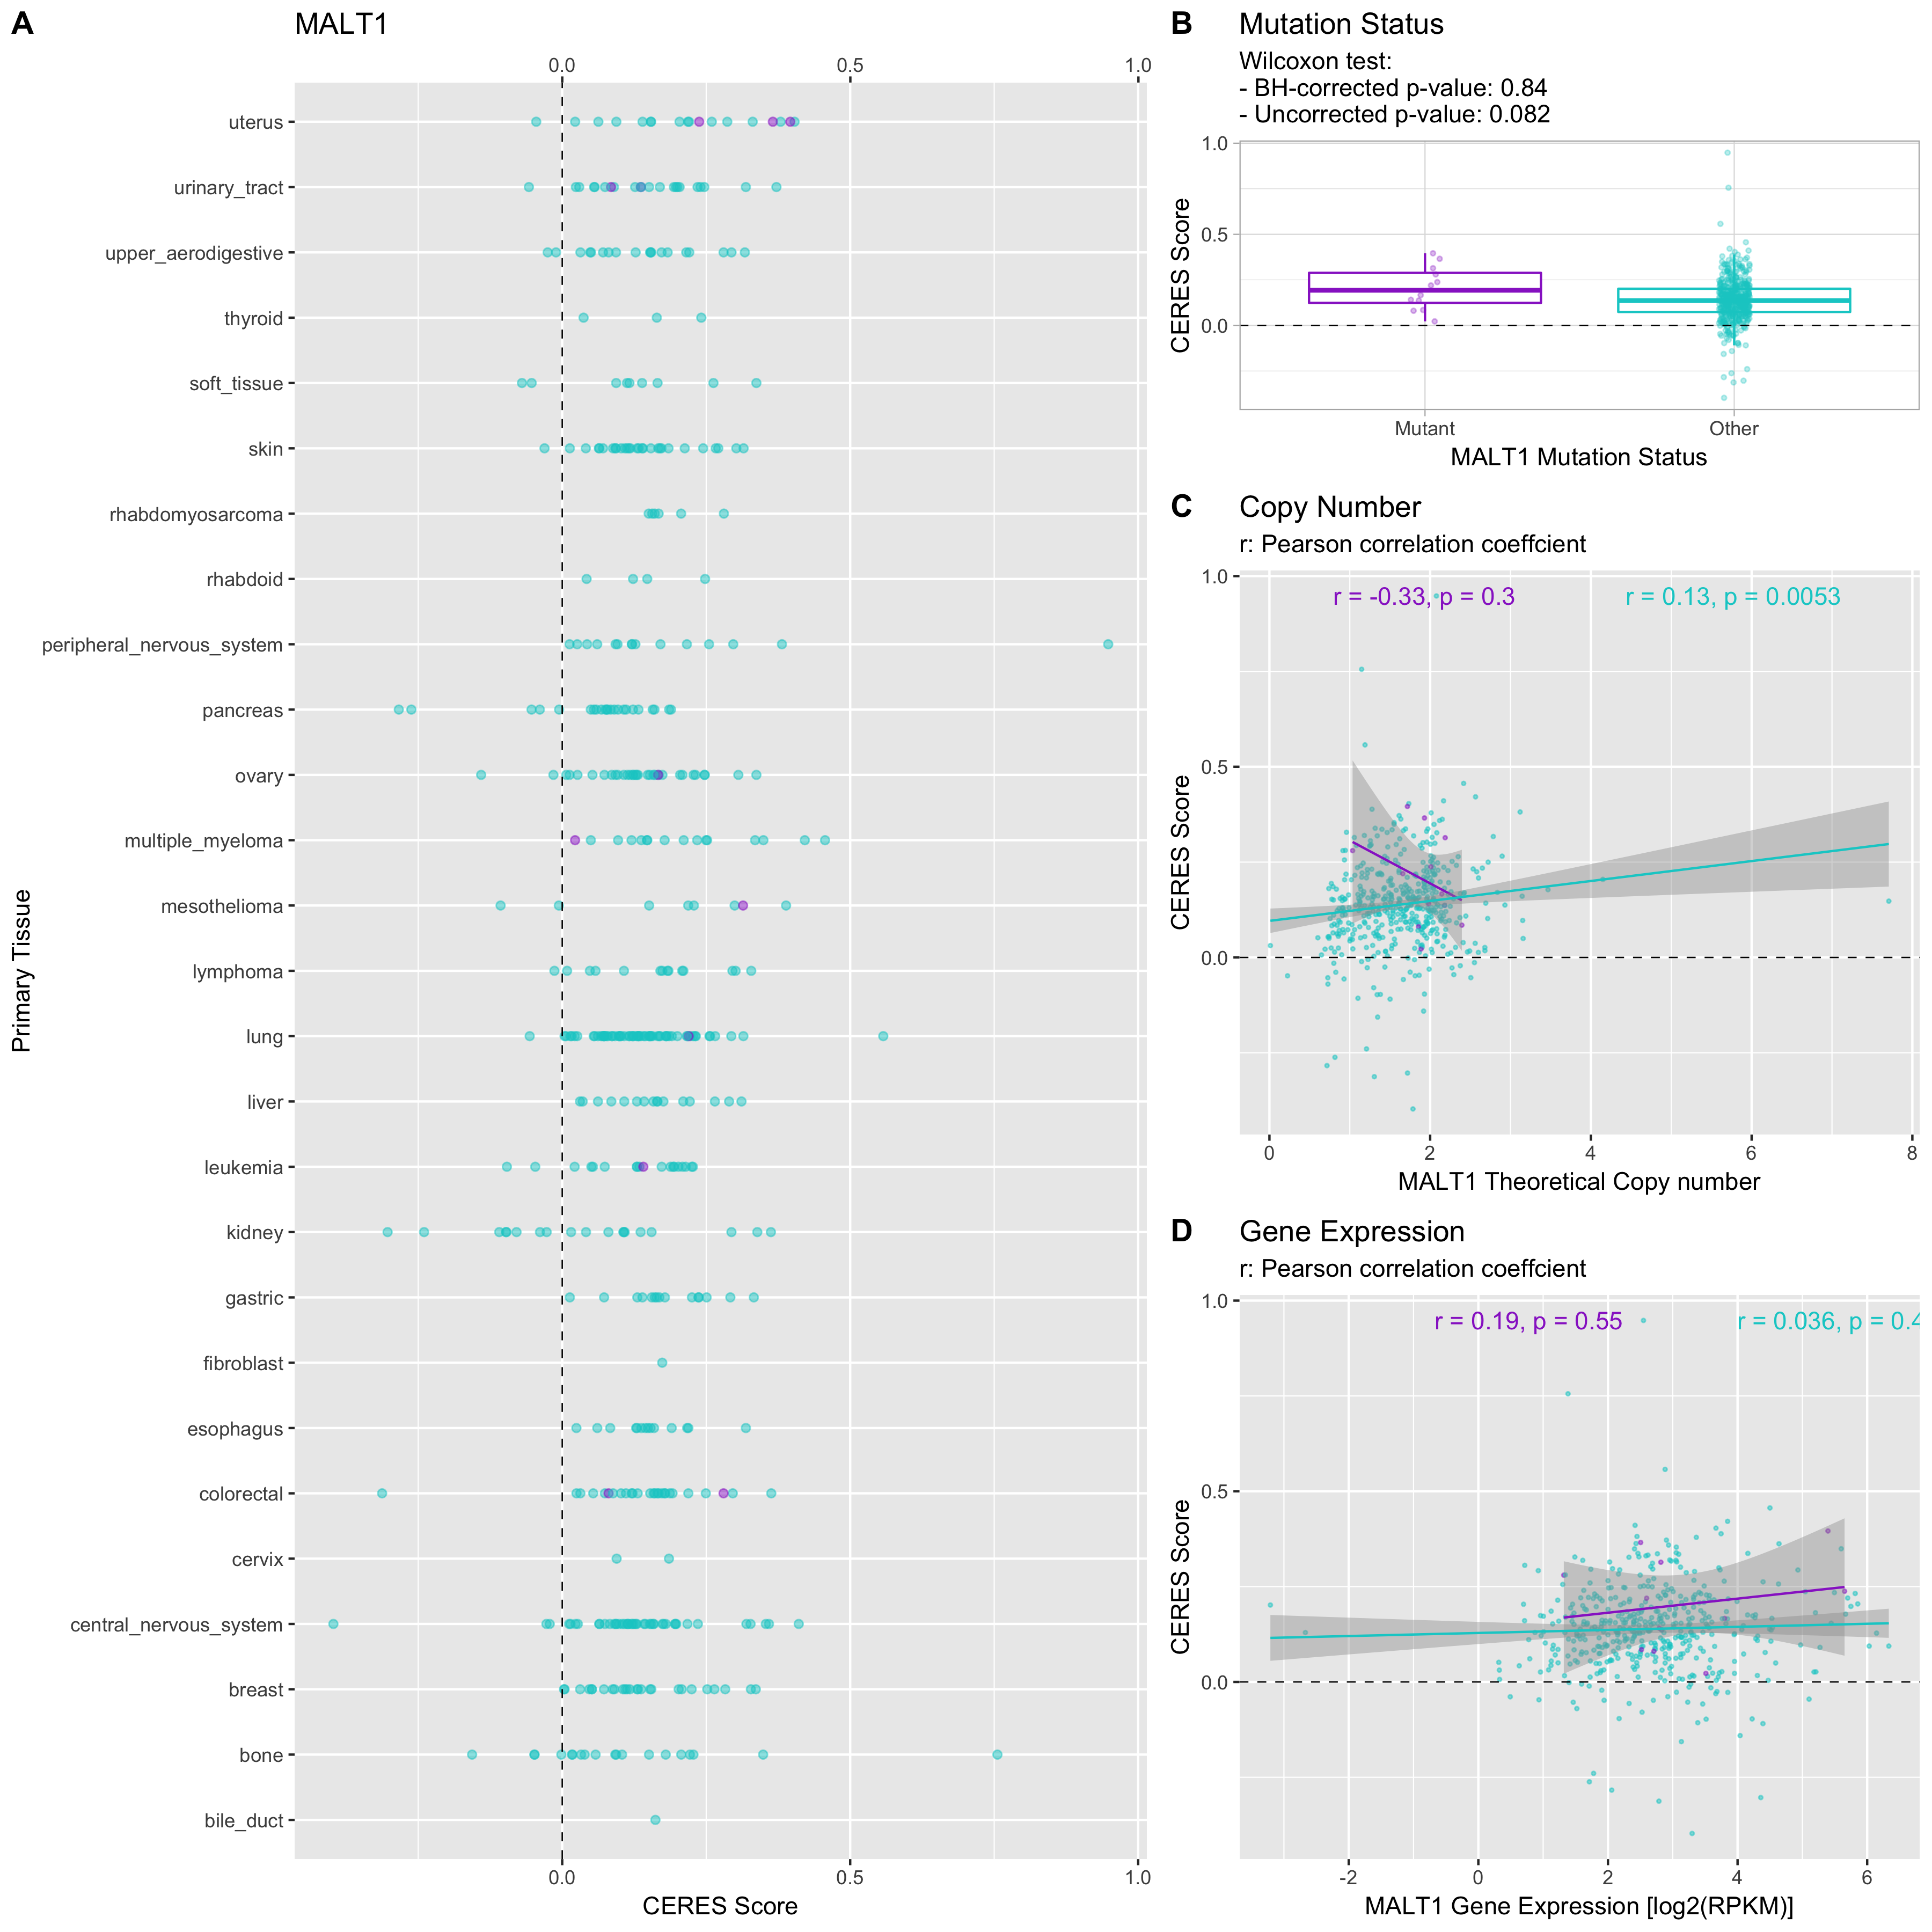 A
MALT1
0.0 0.5 1.0
Primary Tissue
uterus
urinary_tract
upper_aerodigestive
thyroid
soft_tissue
skin
rhabdomyosarcoma
rhabdoid
peripheral_nervous_system
pancreas
ovary
multiple_myeloma
mesothelioma
lymphoma
lung
liver
leukemia
kidney
gastric
fibroblast
esophagus
colorectal
cervix
central_nervous_system
breast
bone
bile_duct
0.0 0.5 1.0
CERES Score
B
Mutation Status
Wilcoxon test:
- BH-corrected p-value: 0.84
- Uncorrected p-value: 0.082
CERES Score
1.0
0.5
0.0
Mutant Other
MALT1 Mutation Status
C
Copy Number
r: Pearson correlation coeffcient
r = -0.33, p = 0.3 r = 0.13, p = 0.0053
CERES Score
1.0
0.5
0.0
0 2 4 6 8
MALT1 Theoretical Copy number
D
Gene Expression
r: Pearson correlation coeffcient
r = 0.19, p = 0.55 r = 0.036, p = 0.4
CERES Score
1.0
0.5
0.0
-2 0 2 4 6
MALT1 Gene Expression [log2(RPKM)]